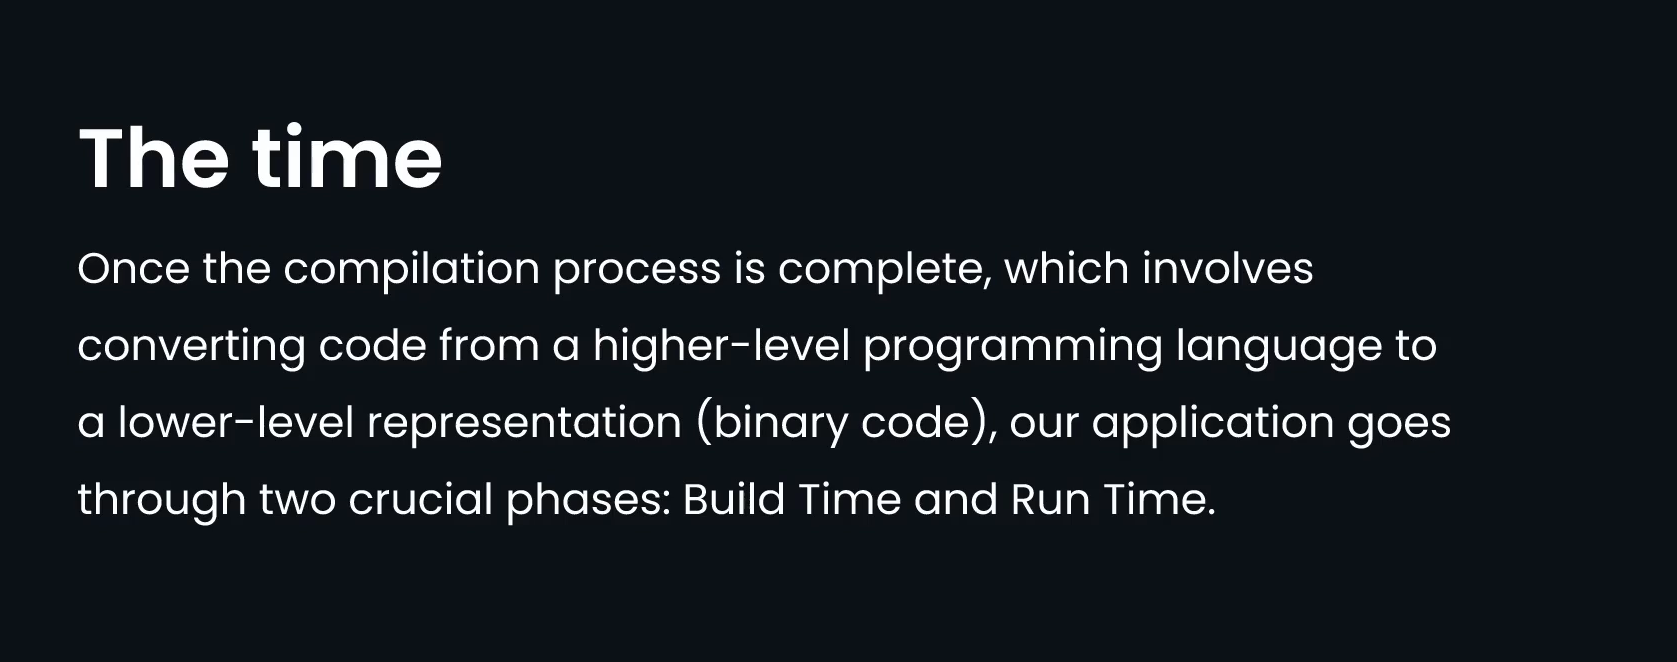 The time
Once the compilation process is complete, which involves
converting code from a higher-level programming language to
a lower-level representation (binary code), our application goes
through two crucial phases: Build Time and Run Time.